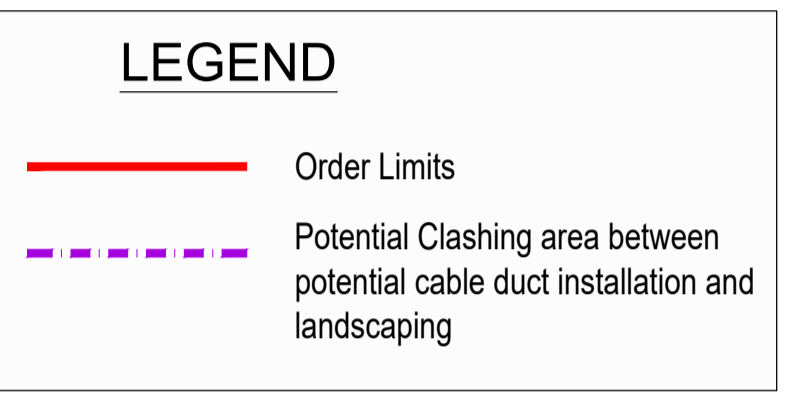 LEGEND
Order Limits
Potential Clashing area between
potential cable duct installation and
landscaping